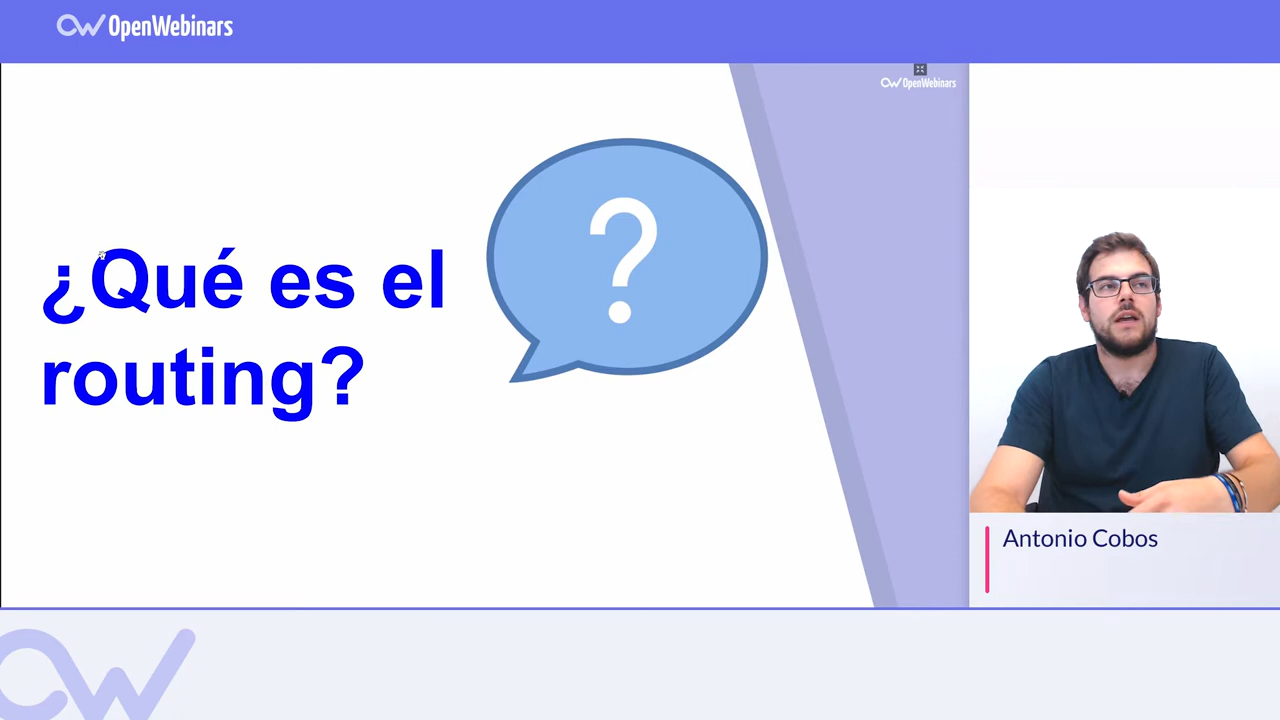 OpenWebinars
OpenWebinars
¿Qué es el
routing?
?
Antonio Cobos